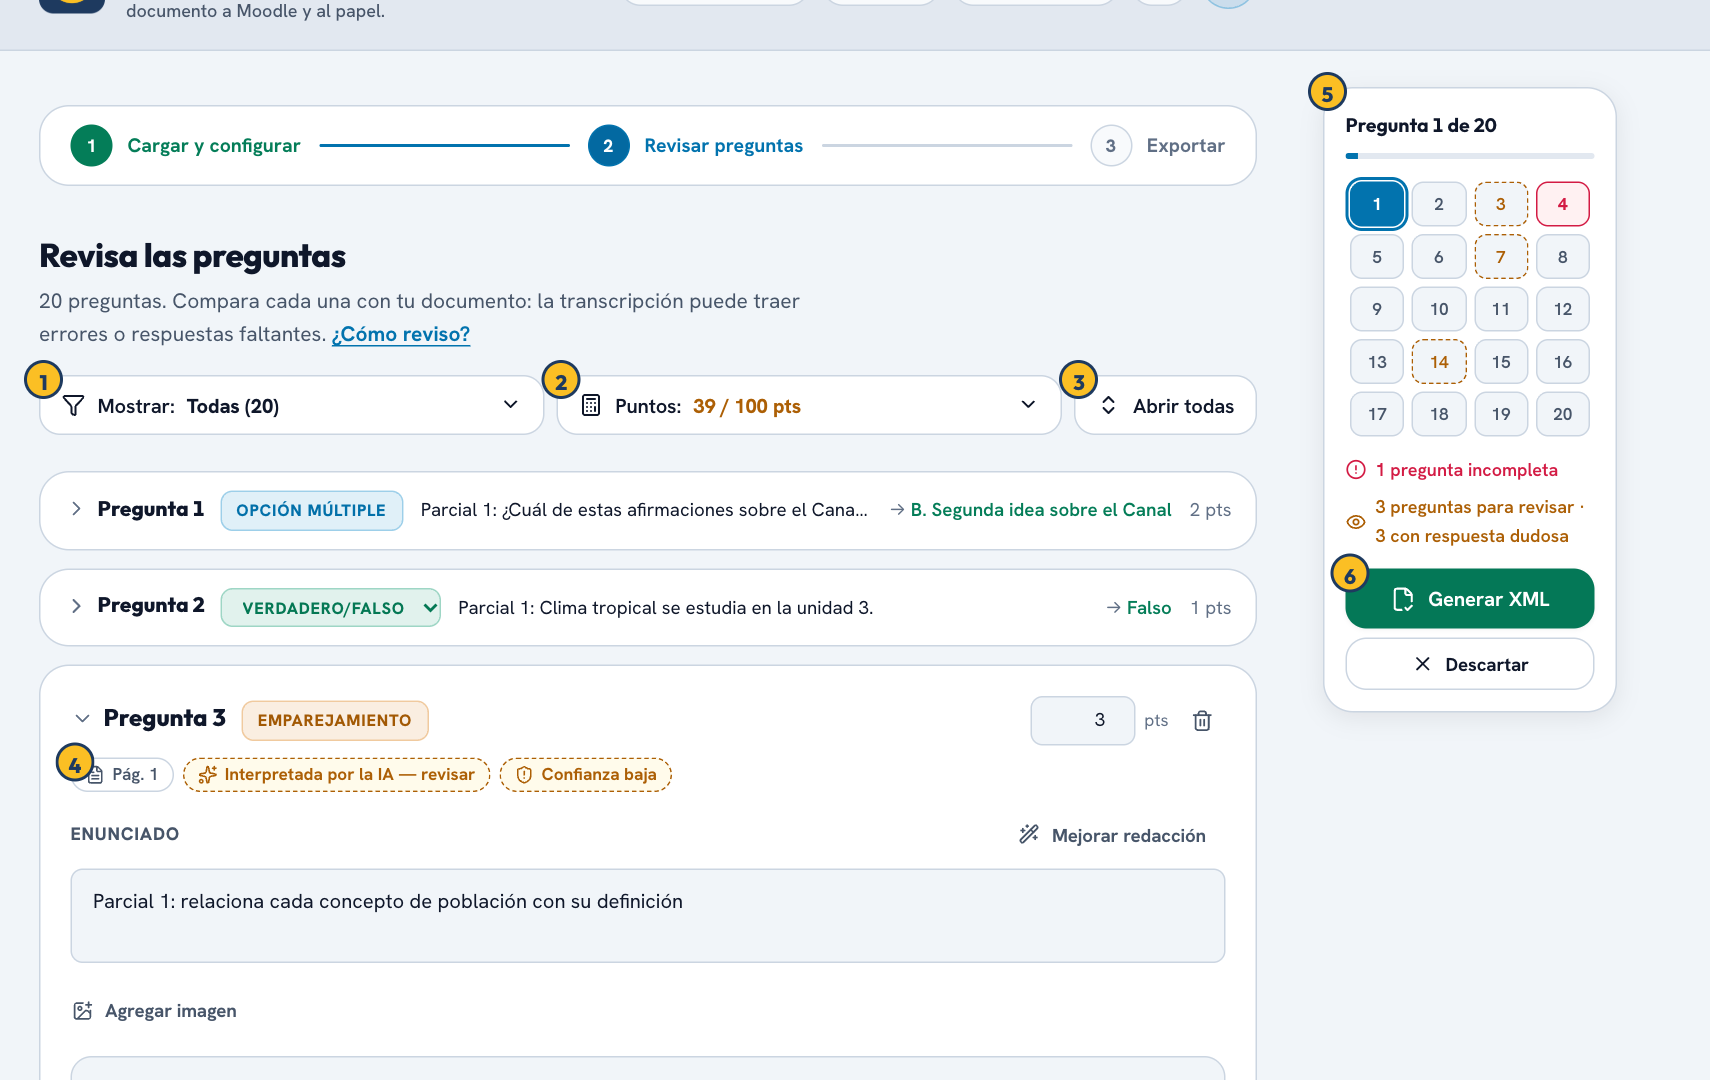 documento a Moodle y al papel.
1 Cargar y configurar
2 Revisar preguntas
3 Exportar
Revisa las preguntas
20 preguntas. Compara cada una con tu documento: la transcripción puede traer
errores o respuestas faltantes. ¿Cómo reviso?
1
Mostrar: Todas (20)
2
Puntos: 39 / 100 pts
3
Abrir todas
Pregunta 1 OPCIÓN MÚLTIPLE Parcial 1: ¿Cuál de estas afirmaciones sobre el Cana... → B. Segunda idea sobre el Canal 2 pts
Pregunta 2 VERDADERO/FALSO Parcial 1: Clima tropical se estudia en la unidad 3. → Falso 1 pts
Pregunta 3 EMPAREJAMIENTO 3 pts
4
Pág. 1 Interpretada por la IA — revisar Confianza baja
ENUNCIADO Mejorar redacción
Parcial 1: relaciona cada concepto de población con su definición
Agregar imagen
5
Pregunta 1 de 20
1 2 3 4
5 6 7 8
9 10 11 12
13 14 15 16
17 18 19 20
1 pregunta incompleta
3 preguntas para revisar ·
3 con respuesta dudosa
6
Generar XML
Descartar